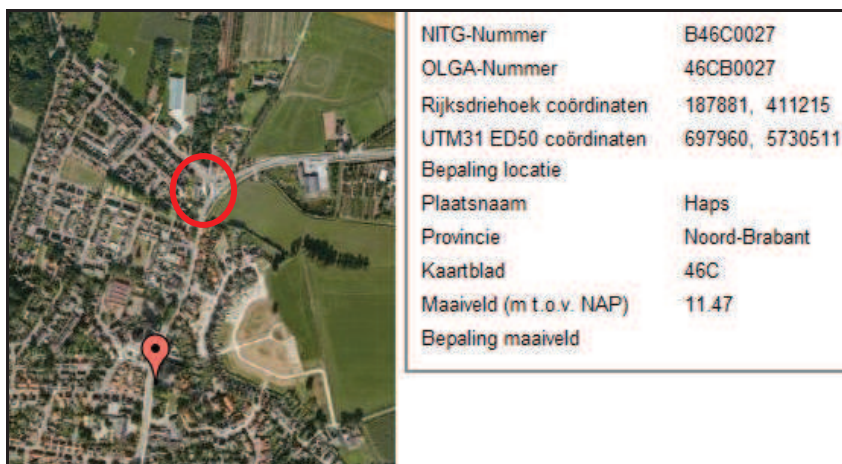 NITG-Nummer B46C0027
OLGA-Nummer 46CB0027
Rijksdriehoek coördinaten 187881, 411215
UTM31 ED50 coördinaten 697960, 5730511
Bepaling locatie
Plaatsnaam Haps
Provincie Noord-Brabant
Kaartblad 46C
Maaiveld (m t.o.v. NAP) 11.47
Bepaling maaiveld